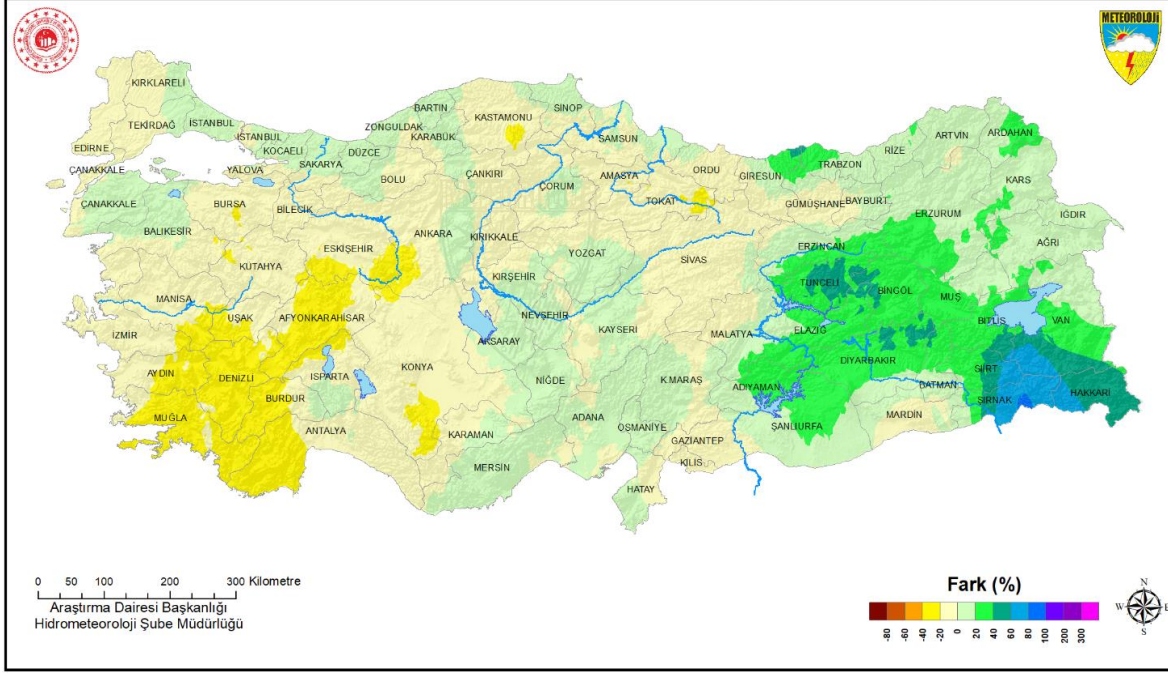 METEOROLOJİ
KIRKLARELİ
TEKİRDAĞ
İSTANBUL
EDİRNE
ÇANAKKALE
İSTANBUL
KOCAELİ
YALOVA
SAKARYA
DÜZCE
ZONGULDAK
BARTIN
KARABÜK
KASTAMONU
SİNOP
SAMSUN
BOLU
ÇANKIRI
ÇORUM
AMASYA
ORDU
TOKAT
GİRESUN
TRABZON
RİZE
ARTVİN
ARDAHAN
KARS
GÜMÜŞHANE
BAYBURT
ERZURUM
IĞDIR
AĞRI
ÇANAKKALE
BALIKESİR
BURSA
BİLECİK
ESKİŞEHİR
ANKARA
KIRIKKALE
YOZGAT
SİVAS
ERZİNCAN
KÜTAHYA
KIRŞEHİR
TUNCELİ
BİNGÖL
MUŞ
MANİSA
UŞAK
AFYONKARAHİSAR
NEVŞEHİR
KAYSERİ
MALATYA
ELAZIĞ
BİTLİS
VAN
İZMİR
AKSARAY
DİYARBAKIR
AYDIN
DENİZLİ
ISPARTA
KONYA
NİĞDE
K.MARAŞ
ADIYAMAN
BATMAN
SİİRT
HAKKARİ
ŞIRNAK
BURDUR
MUĞLA
ANTALYA
KARAMAN
ADANA
OSMANİYE
ŞANLIURFA
MARDİN
GAZİANTEP
KİLİS
MERSİN
HATAY
0 50 100 200 300 Kilometre
Araştırma Dairesi Başkanlığı
Hidrometeoroloji Şube Müdürlüğü
Fark (%)
-80 -60 -40 -20 0 20 40 60 80 100 200 300
N
W E
S